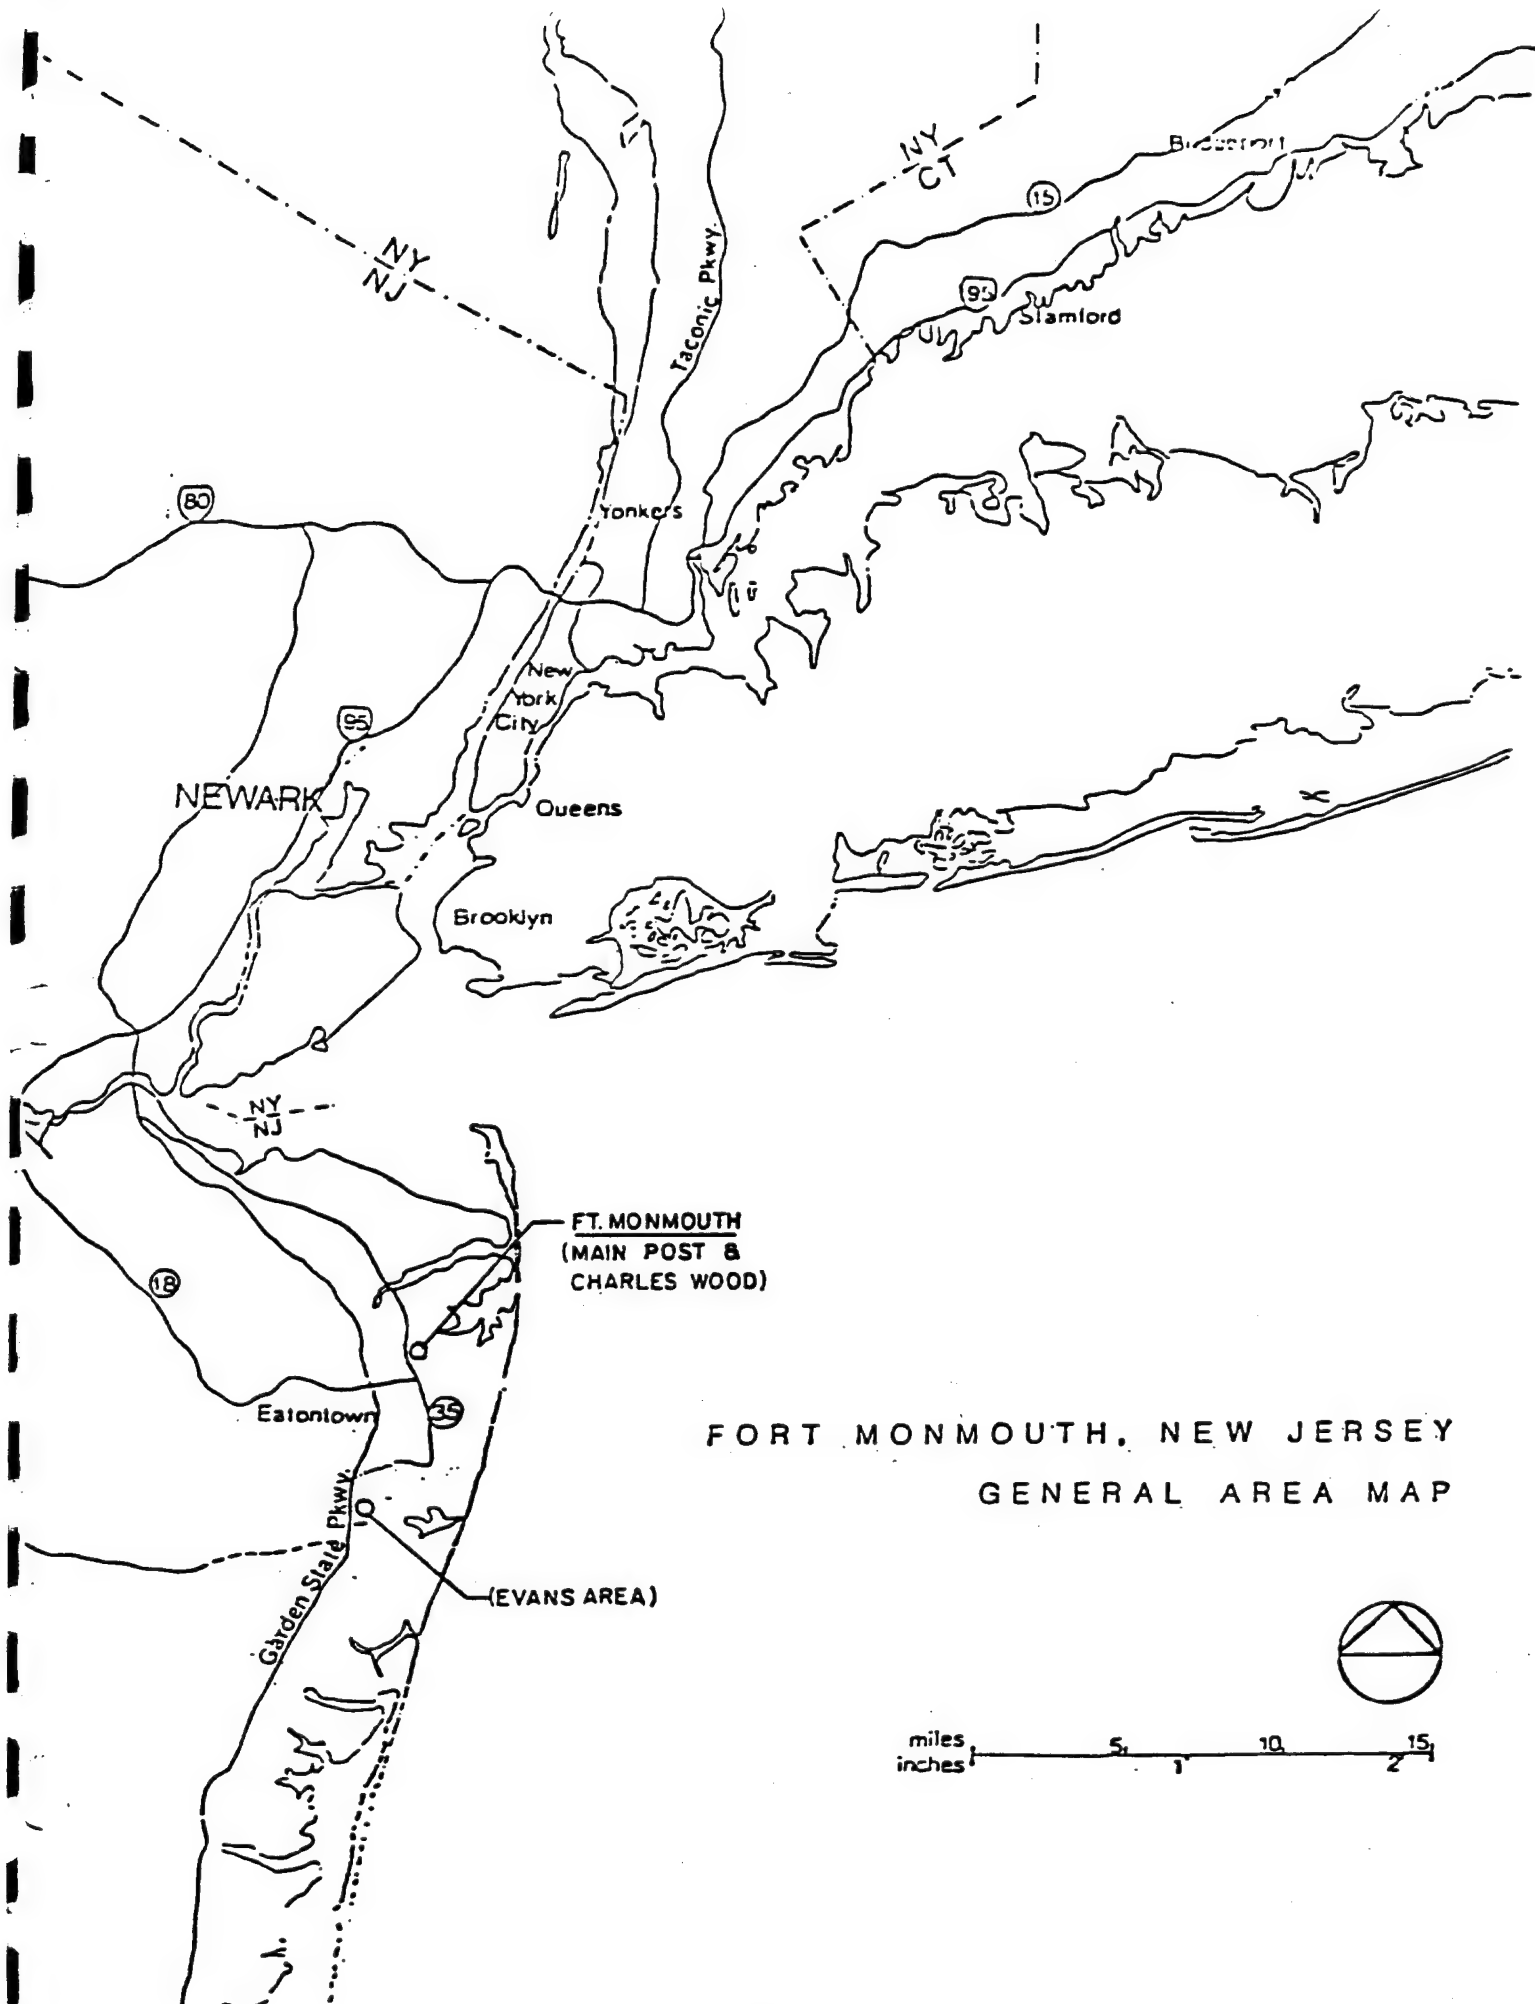 NY
CT
15
NY
NJ
Taconic Pkwy.
95
Stamford
80
Yonkers
New
York
City
95
NEWARK
Queens
Brooklyn
NY
NJ
FT. MONMOUTH
(MAIN POST &
CHARLES WOOD)
18
Eatontown
35
FORT MONMOUTH, NEW JERSEY
GENERAL AREA MAP
Garden State Pkwy.
(EVANS AREA)
miles 5 10 15
inches 1 2